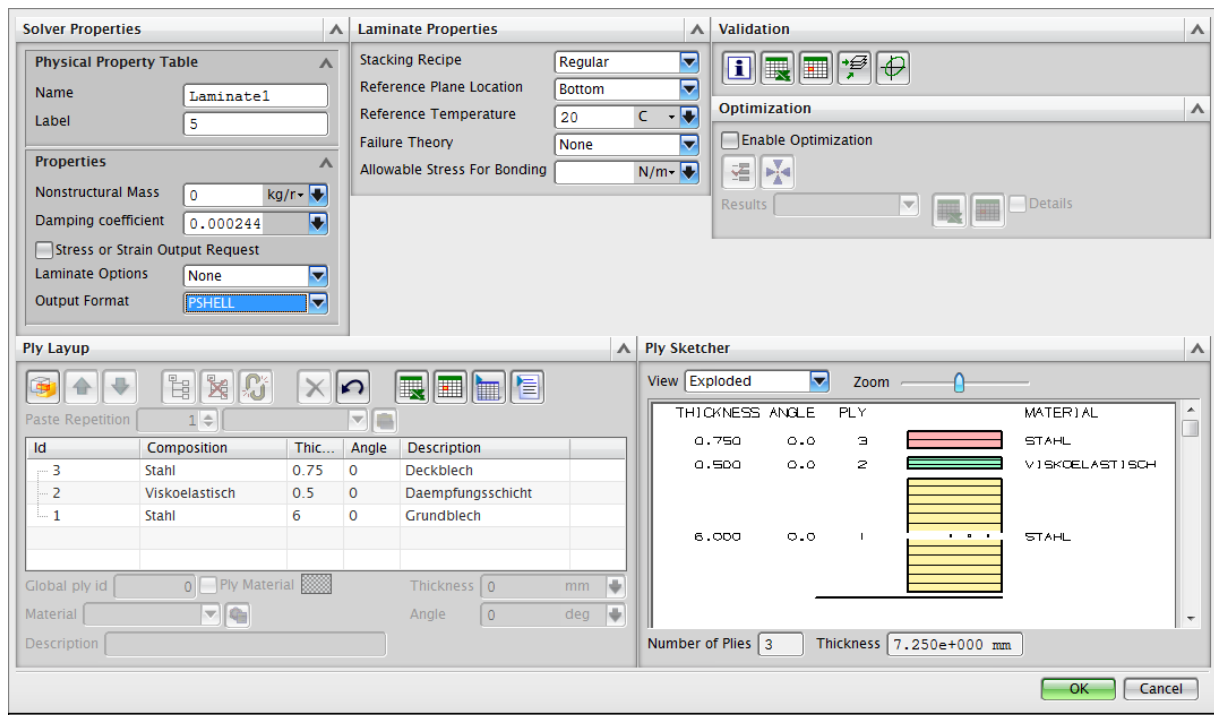 Solver Properties
Physical Property Table
Name Laminate1
Label 5
Properties
Nonstructural Mass 0 kg/r
Damping coefficient 0.000244
Stress or Strain Output Request
Laminate Options None
Output Format PSHELL
Laminate Properties
Stacking Recipe Regular
Reference Plane Location Bottom
Reference Temperature 20 C
Failure Theory None
Allowable Stress For Bonding N/m
Validation
Optimization
Enable Optimization
Results Details
Ply Layup
Paste Repetition 1
Id Composition Thic... Angle Description
3 Stahl 0.75 0 Deckblech
2 Viskoelastisch 0.5 0 Daempfungsschicht
1 Stahl 6 0 Grundblech
Global ply id 0 Ply Material Thickness 0 mm
Material Angle 0 deg
Description
Ply Sketcher
View Exploded Zoom
THICKNESS ANGLE PLY MATERIAL
0.750 0.0 3 STAHL
0.500 0.0 2 VISKOELASTISCH
6.000 0.0 1 STAHL
Number of Plies 3 Thickness 7.250e+000 mm
OK Cancel